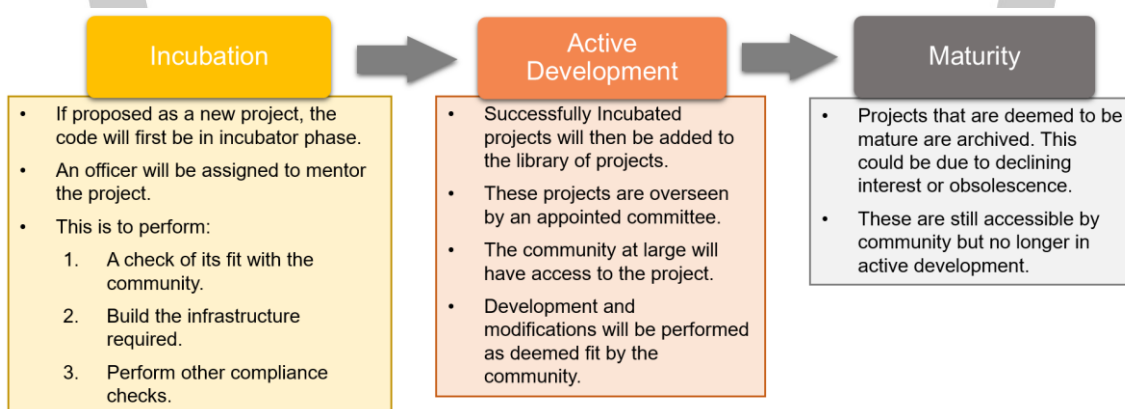 Incubation
• If proposed as a new project, the
code will first be in incubator phase.
• An officer will be assigned to mentor
the project.
• This is to perform:
1. A check of its fit with the
community.
2. Build the infrastructure
required.
3. Perform other compliance
checks.
Active
Development
• Successfully Incubated
projects will then be added to
the library of projects.
• These projects are overseen
by an appointed committee.
• The community at large will
have access to the project.
• Development and
modifications will be performed
as deemed fit by the
community.
Maturity
• Projects that are deemed to be
mature are archived. This
could be due to declining
interest or obsolescence.
• These are still accessible by
community but no longer in
active development.